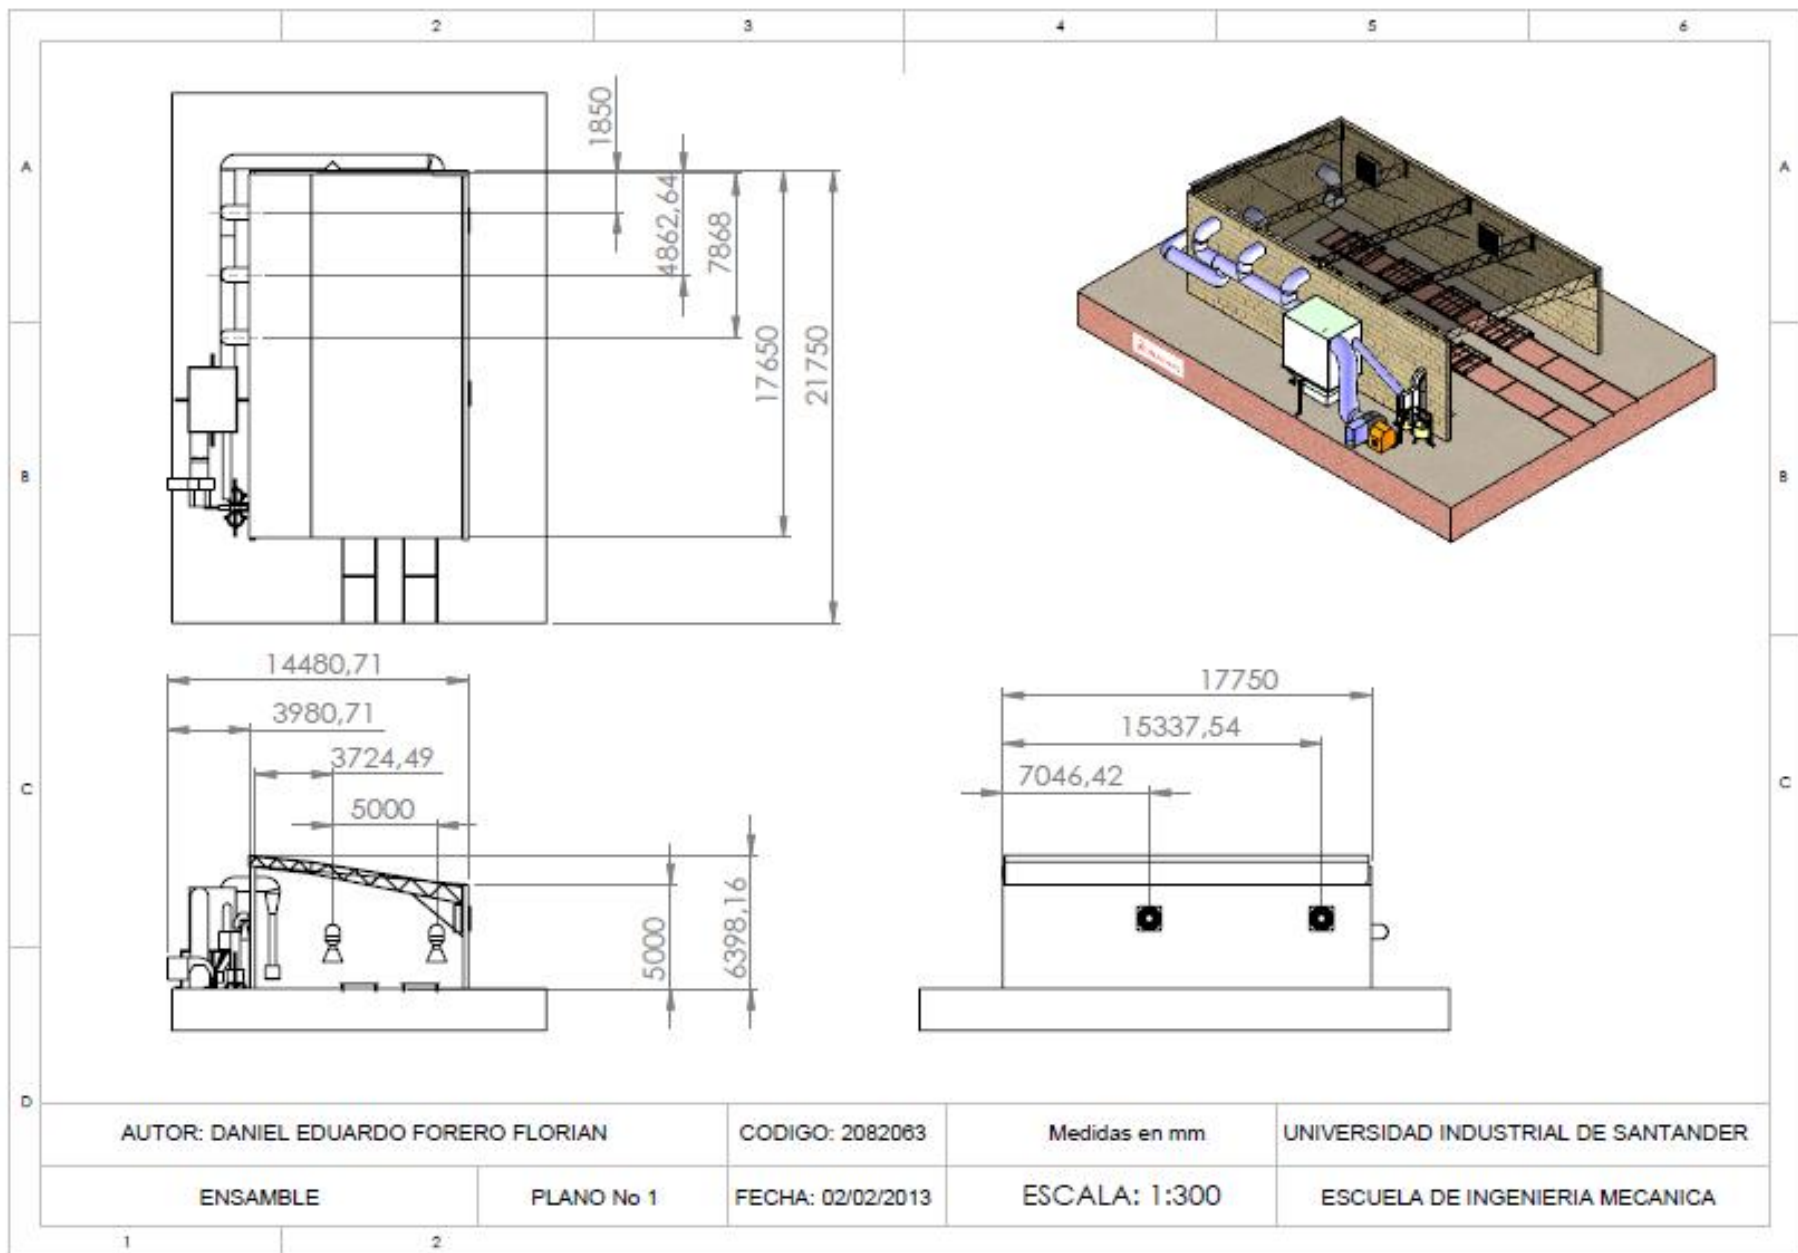 2 3 4 5 6
A A
B B
C C
D
1850
4862,64
7868
17650
21750
14480,71
3980,71
3724,49
5000
5000
6398,16
17750
15337,54
7046,42
AUTOR: DANIEL EDUARDO FORERO FLORIAN CODIGO: 2082063 Medidas en mm UNIVERSIDAD INDUSTRIAL DE SANTANDER
ENSAMBLE PLANO No 1 FECHA: 02/02/2013 ESCALA: 1:300 ESCUELA DE INGENIERIA MECANICA
1 2